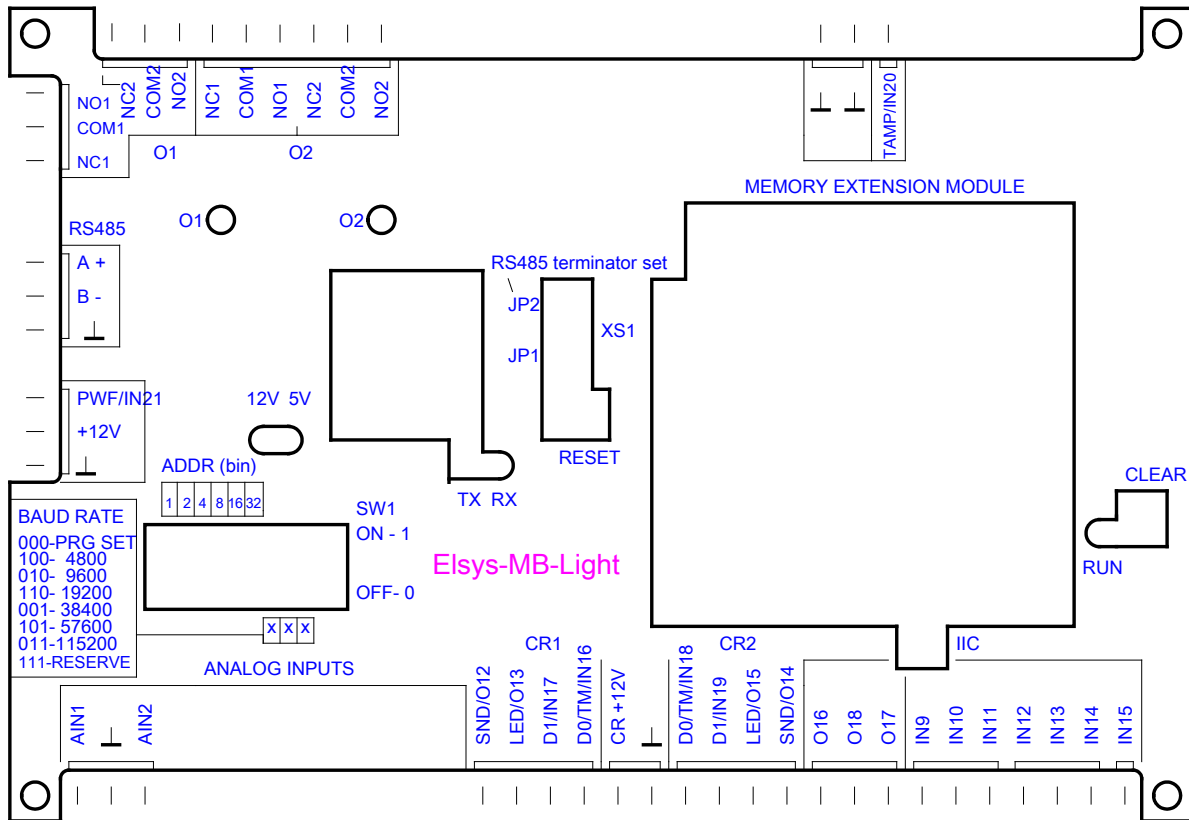 NC2
COM2
NO2
NC1
COM1
NO1
NC2
COM2
NO2
TAMP/IN20
NO1
COM1
NC1
O1
O2
MEMORY EXTENSION MODULE
O1
O2
RS485
A +
B -
RS485 terminator set
JP2
XS1
JP1
PWF/IN21
+12V
12V 5V
RESET
ADDR (bin)
1 2 4 8 16 32
TX RX
CLEAR
SW1
ON - 1
OFF- 0
BAUD RATE
000-PRG SET
100- 4800
010- 9600
110- 19200
001- 38400
101- 57600
011-115200
111-RESERVE
Elsys-MB-Light
RUN
x x x
ANALOG INPUTS
CR1
CR2
IIC
AIN1
AIN2
SND/O12
LED/O13
D1/IN17
D0/TM/IN16
CR +12V
D0/TM/IN18
D1/IN19
LED/O15
SND/O14
O16
O18
O17
IN9
IN10
IN11
IN12
IN13
IN14
IN15